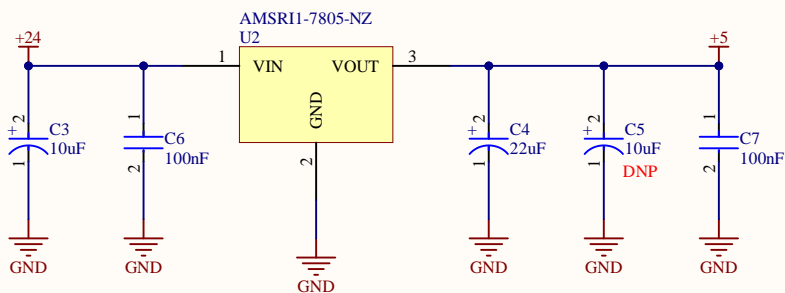 AMSRI1-7805-NZ
U2
+24
+5
1
VIN
VOUT
3
GND
2
2
+
C3
10uF
1
1
C6
100nF
2
2
+
C4
22uF
1
2
+
C5
10uF
1
DNP
1
C7
100nF
2
GND
GND
GND
GND
GND
GND